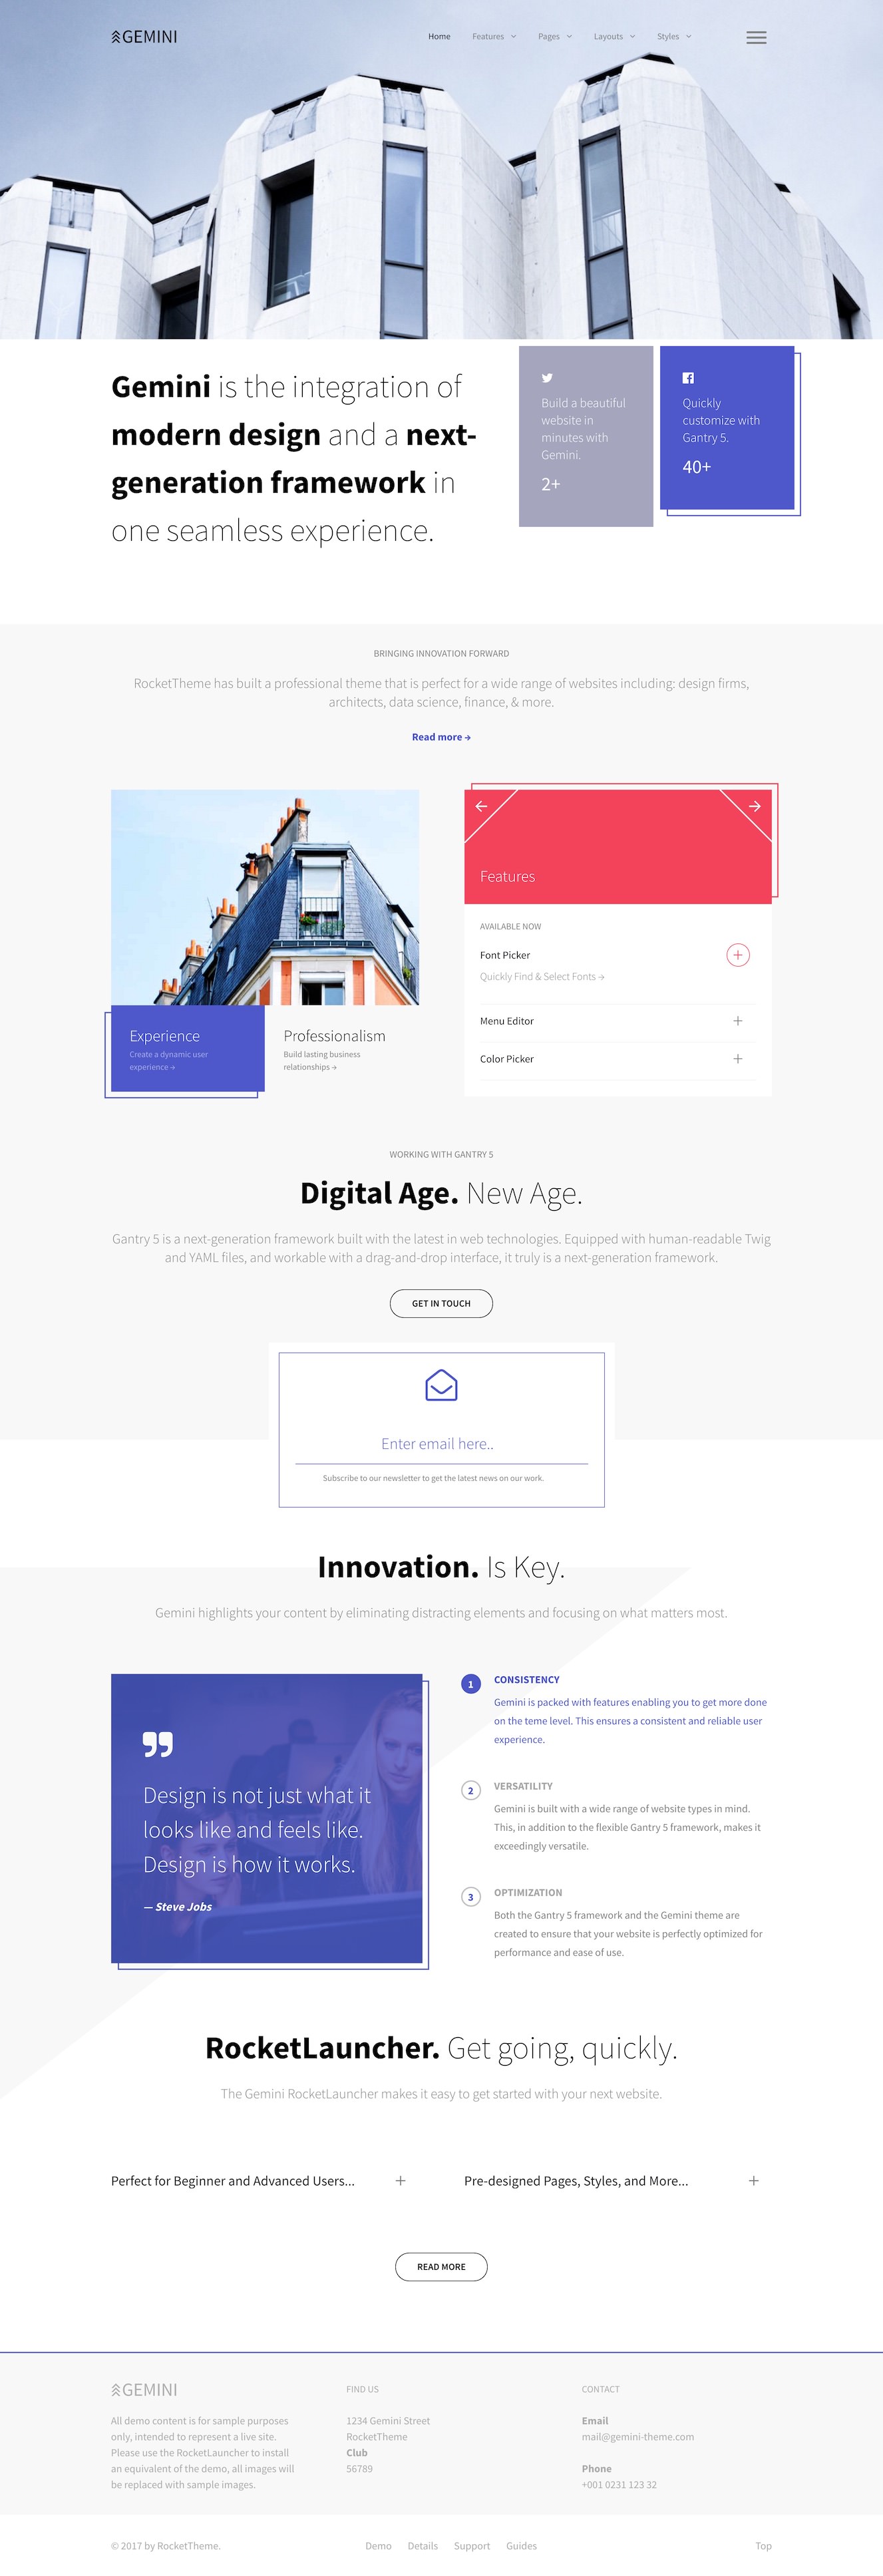 GEMINI
Home Features Pages Layouts Styles
Gemini is the integration of
modern design and a next-
generation framework in
one seamless experience.
Build a beautiful
website in
minutes with
Gemini.
2+
Quickly
customize with
Gantry 5.
40+
BRINGING INNOVATION FORWARD
RocketTheme has built a professional theme that is perfect for a wide range of websites including: design firms,
architects, data science, finance, & more.
Read more →
Experience
Create a dynamic user
experience →
Professionalism
Build lasting business
relationships →
Features
AVAILABLE NOW
Font Picker
Quickly Find & Select Fonts →
Menu Editor
Color Picker
WORKING WITH GANTRY 5
Digital Age. New Age.
Gantry 5 is a next-generation framework built with the latest in web technologies. Equipped with human-readable Twig
and YAML files, and workable with a drag-and-drop interface, it truly is a next-generation framework.
GET IN TOUCH
Enter email here..
Subscribe to our newsletter to get the latest news on our work.
Innovation. Is Key.
Gemini highlights your content by eliminating distracting elements and focusing on what matters most.
Design is not just what it
looks like and feels like.
Design is how it works.
— Steve Jobs
1 CONSISTENCY
Gemini is packed with features enabling you to get more done
on the teme level. This ensures a consistent and reliable user
experience.
2 VERSATILITY
Gemini is built with a wide range of website types in mind.
This, in addition to the flexible Gantry 5 framework, makes it
exceedingly versatile.
3 OPTIMIZATION
Both the Gantry 5 framework and the Gemini theme are
created to ensure that your website is perfectly optimized for
performance and ease of use.
RocketLauncher. Get going, quickly.
The Gemini RocketLauncher makes it easy to get started with your next website.
Perfect for Beginner and Advanced Users...
Pre-designed Pages, Styles, and More...
READ MORE
GEMINI
All demo content is for sample purposes
only, intended to represent a live site.
Please use the RocketLauncher to install
an equivalent of the demo, all images will
be replaced with sample images.
FIND US
1234 Gemini Street
RocketTheme
Club
56789
CONTACT
Email
mail@gemini-theme.com
Phone
+001 0231 123 32
© 2017 by RocketTheme.
Demo Details Support Guides
Top